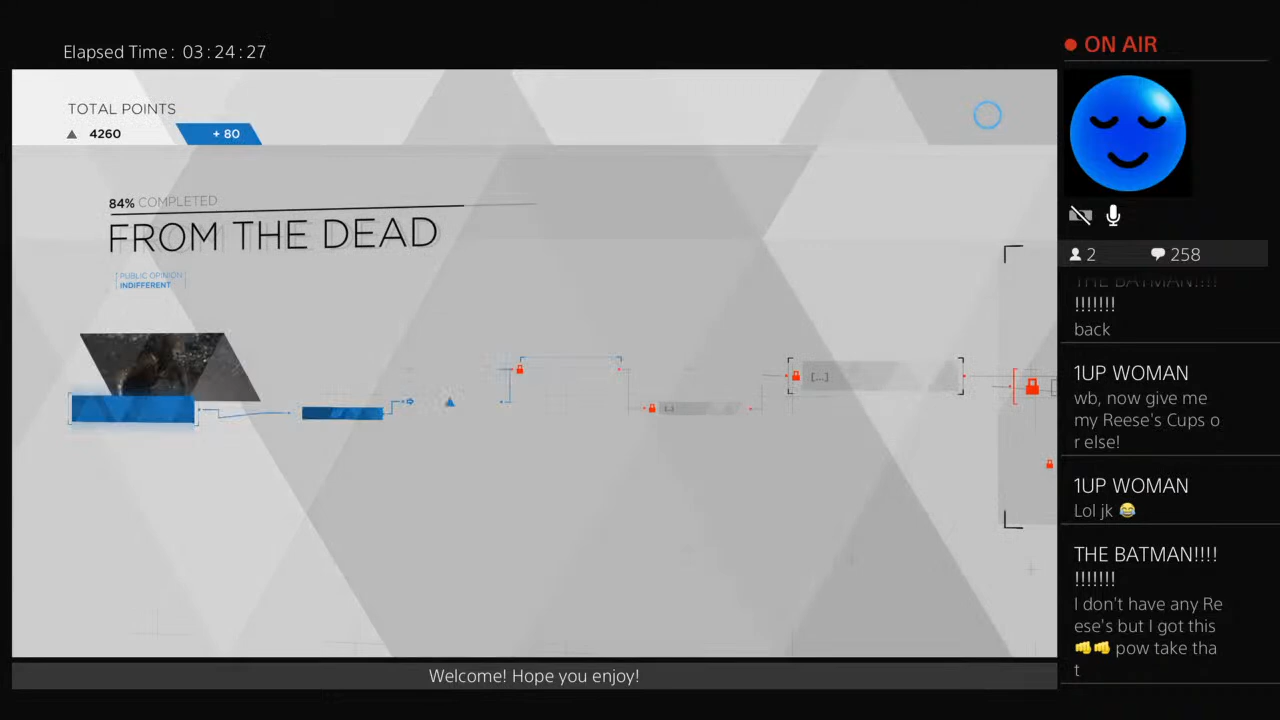 Elapsed Time: 03:24:27
ON AIR
TOTAL POINTS
4260
+ 80
84% COMPLETED
FROM THE DEAD
PUBLIC OPINION
INDIFFERENT
[...]
[...]
2
258
THE BATMAN!!!!
!!!!!!!
back
1UP WOMAN
wb, now give me
my Reese's Cups o
r else!
1UP WOMAN
Lol jk 😂
THE BATMAN!!!!
!!!!!!!
I don't have any Re
ese's but I got this
👊👊 pow take tha
t
Welcome! Hope you enjoy!